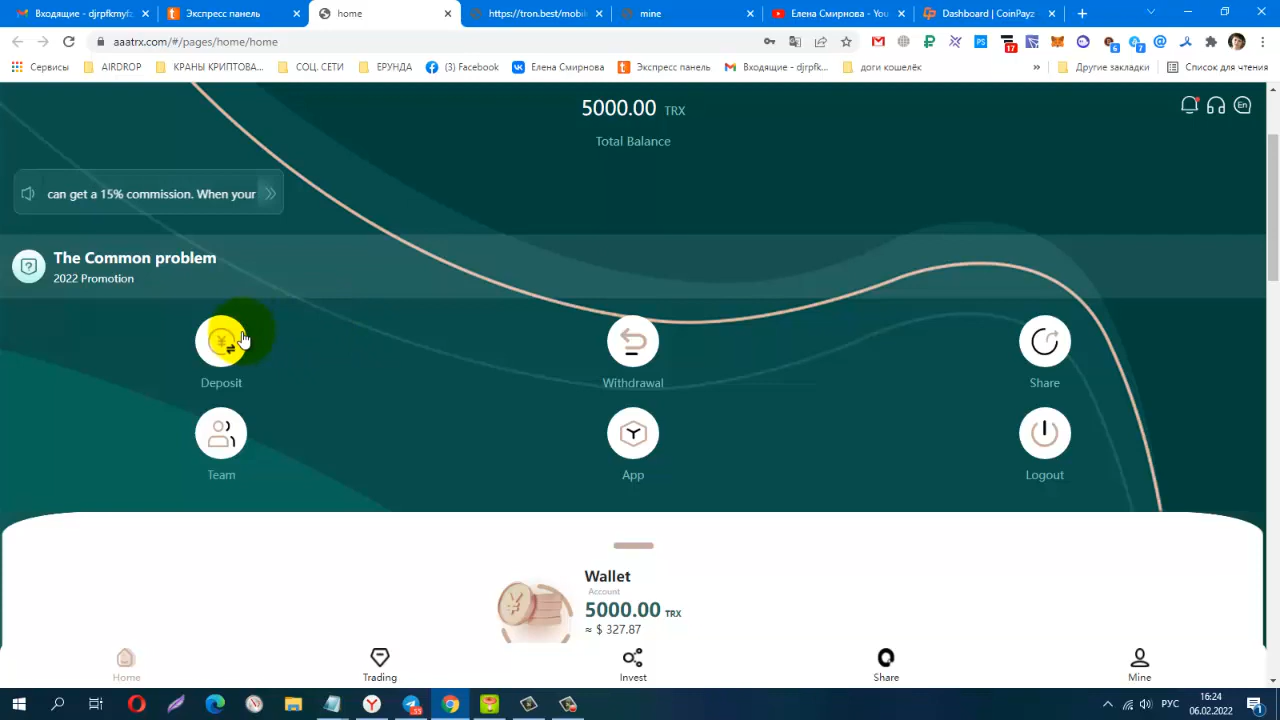 Входящие - djrpfkmyfz
Экспресс панель
home
https://tron.best/mobil
mine
Елена Смирнова - You
Dashboard | CoinPayz
aaatrx.com/#/pages/home/home
Сервисы
AIRDROP
КРАНЫ КРИПТОВА...
СОЦ. СЕТИ
ЕРУНДА
(3) Facebook
Елена Смирнова
Экспресс панель
Входящие - djrpfk...
доги кошелёк
Другие закладки
Список для чтения
5000.00 TRX
Total Balance
En
can get a 15% commission. When your
The Common problem
2022 Promotion
Deposit
Withdrawal
Share
Team
App
Logout
Wallet
Account
5000.00 TRX
≈ $ 327.87
Home
Trading
Invest
Share
Mine
РУС
16:24
06.02.2022